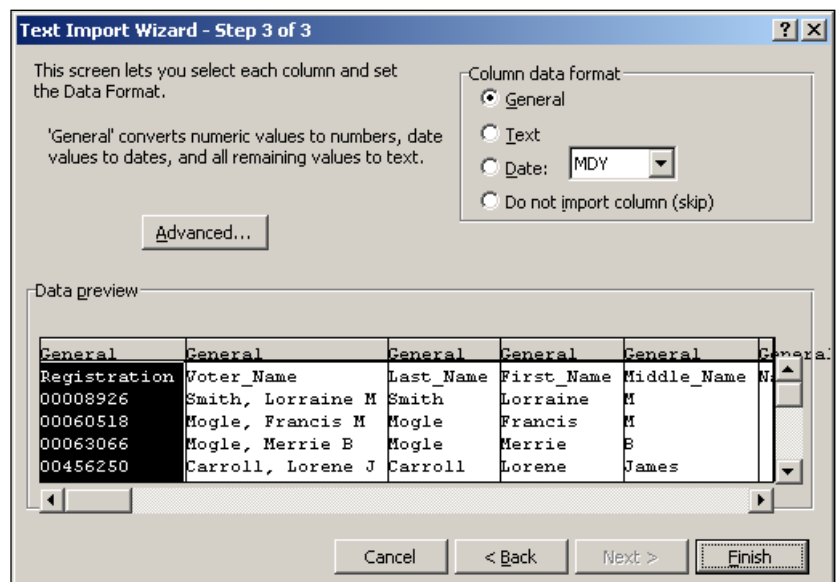 Text Import Wizard - Step 3 of 3
This screen lets you select each column and set
the Data Format.
'General' converts numeric values to numbers, date
values to dates, and all remaining values to text.
Advanced...
Column data format
General
Text
Date: MDY
Do not import column (skip)
Data preview
General General General General General General
Registration Voter_Name Last_Name First_Name Middle_Name
00008926 Smith, Lorraine M Smith Lorraine M
00060518 Mogle, Francis M Mogle Francis M
00063066 Mogle, Merrie B Mogle Merrie B
00456250 Carroll, Lorene J Carroll Lorene James
Cancel < Back Next > Finish